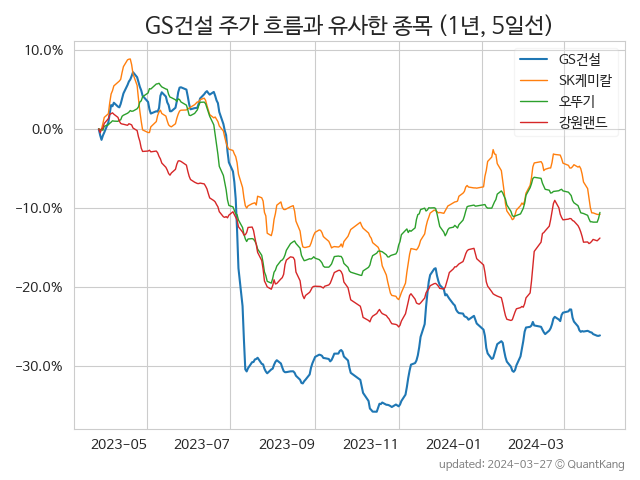 GS건설 주가 흐름과 유사한 종목 (1년, 5일선)
GS건설
SK케미칼
오뚜기
강원랜드
10.0%
0.0%
−10.0%
−20.0%
−30.0%
2023-05 2023-07 2023-09 2023-11 2024-01 2024-03
updated: 2024-03-27 © QuantKang